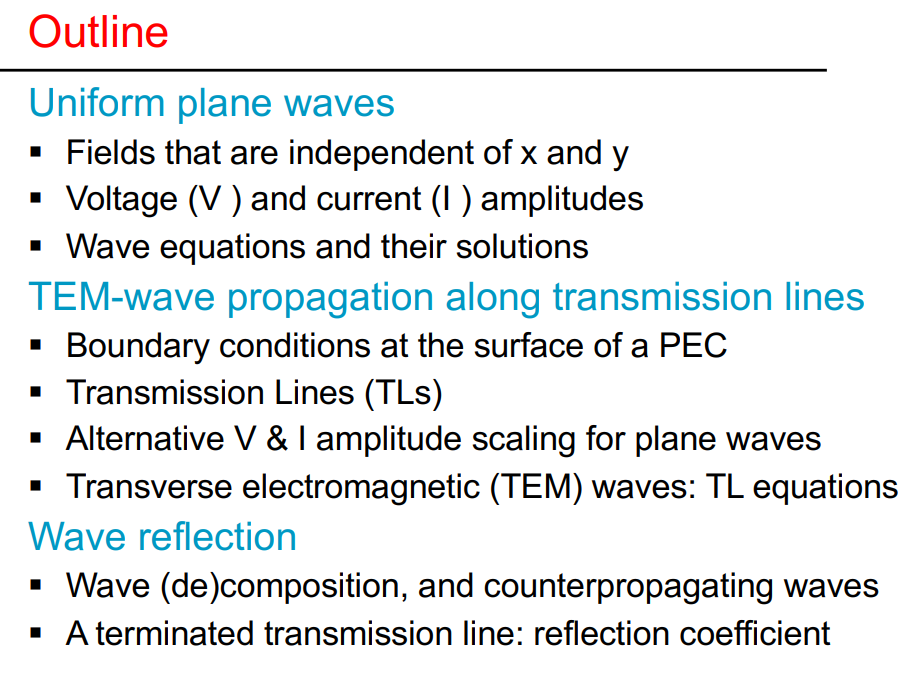 Outline
Uniform plane waves
▪ Fields that are independent of x and y
▪ Voltage (V ) and current (I ) amplitudes
▪ Wave equations and their solutions
TEM-wave propagation along transmission lines
▪ Boundary conditions at the surface of a PEC
▪ Transmission Lines (TLs)
▪ Alternative V & I amplitude scaling for plane waves
▪ Transverse electromagnetic (TEM) waves: TL equations
Wave reflection
▪ Wave (de)composition, and counterpropagating waves
▪ A terminated transmission line: reflection coefficient